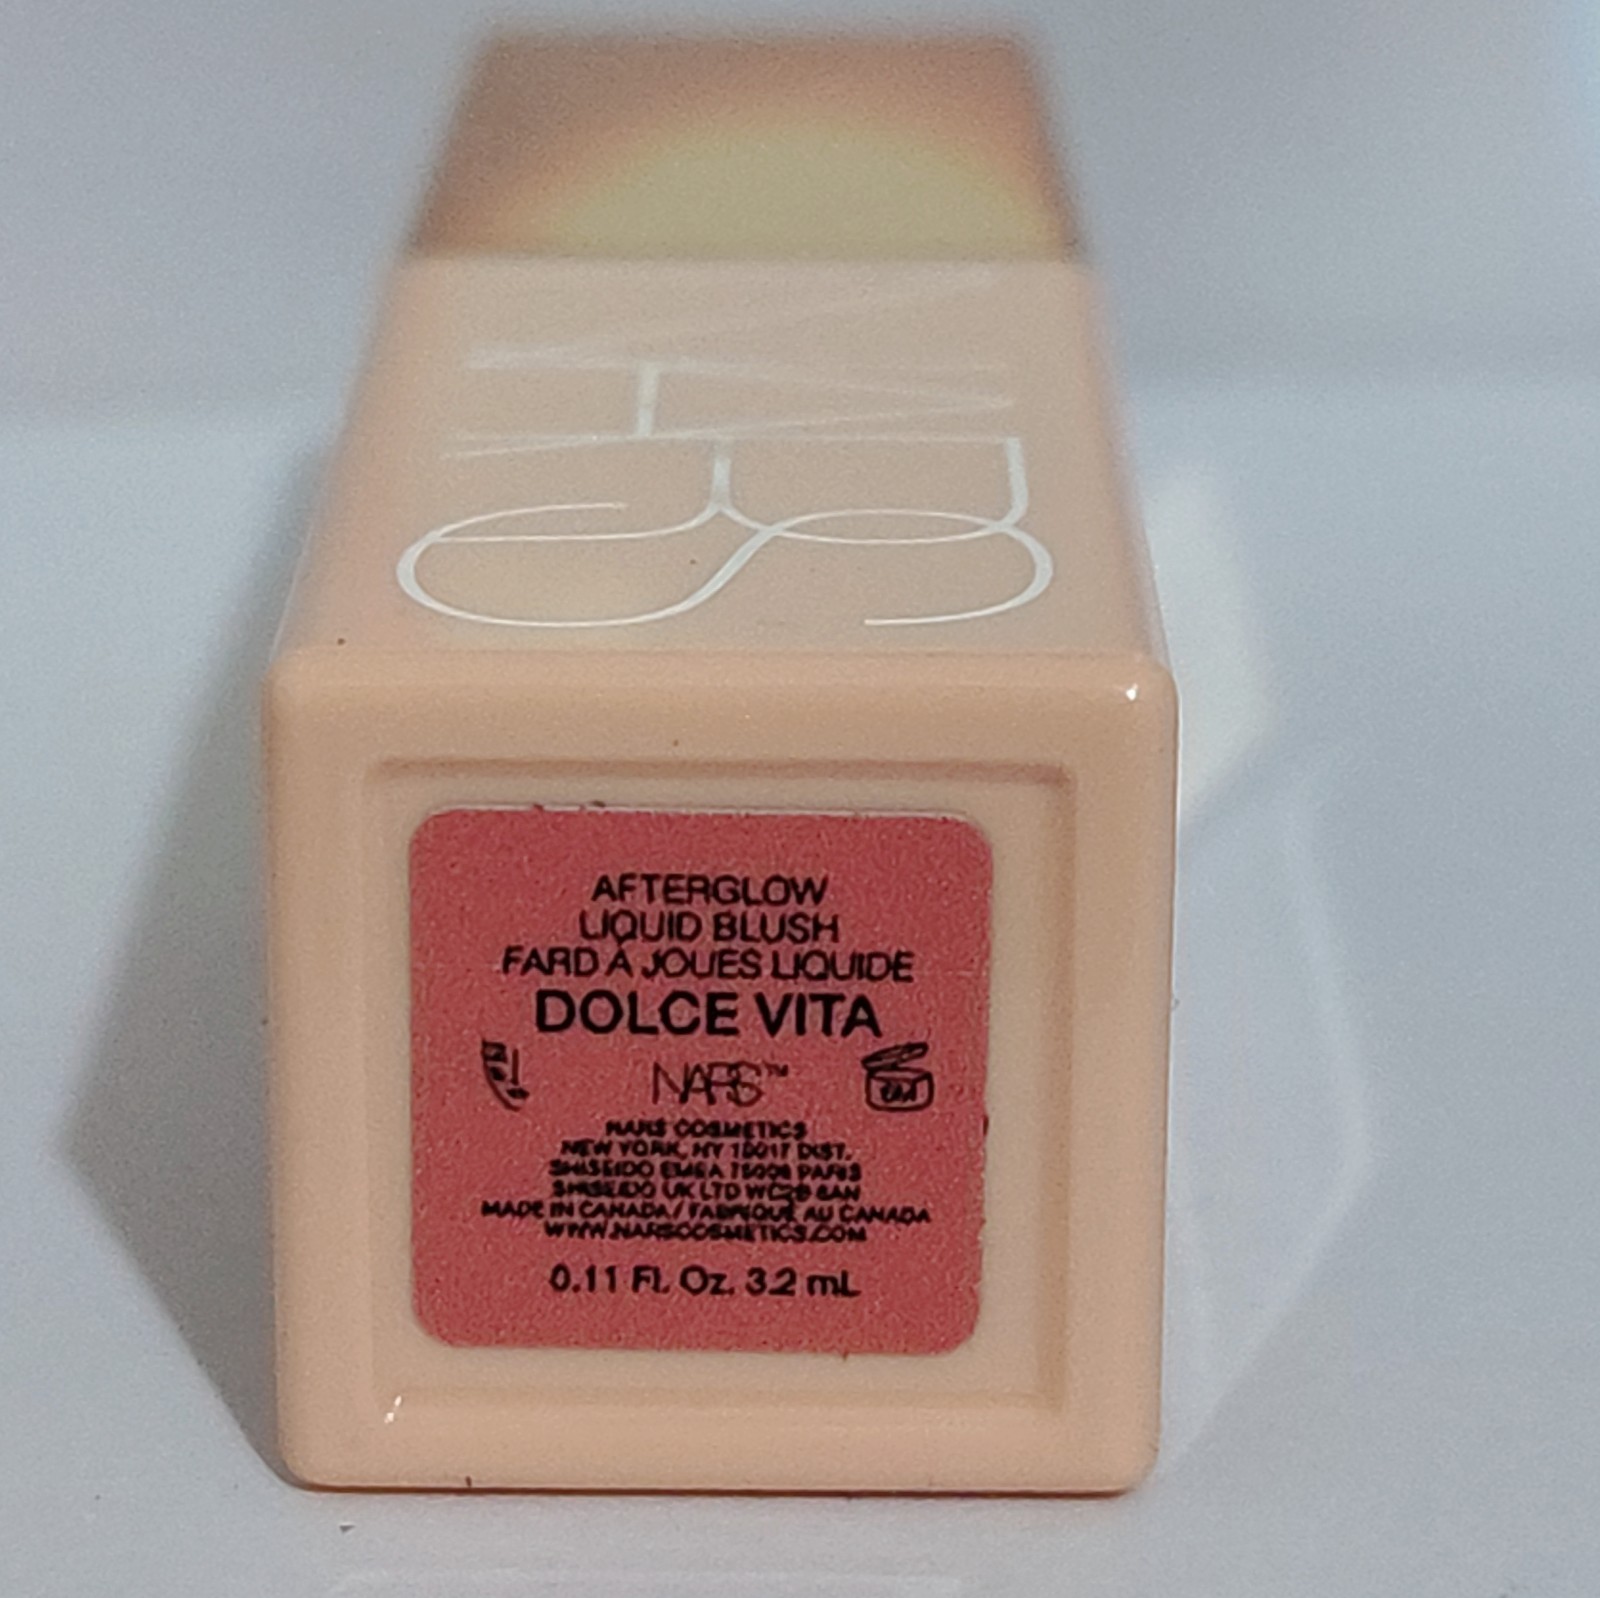 NARS
AFTERGLOW
LIQUID BLUSH
FARD À JOUES LIQUIDE
DOLCE VITA
NARS™
NARS COSMETICS
NEW YORK, NY 10017 DIST.
SHISEIDO EMEA 75008 PARIS
SHISEIDO UK LTD
MADE IN CANADA / FABRIQUÉ AU CANADA
WWW.NARSCOSMETICS.COM
0.11 Fl. Oz. 3.2 mL